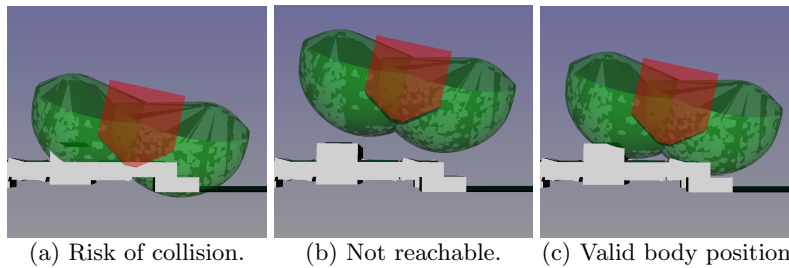 (a) Risk of collision.
(b) Not reachable.
(c) Valid body position